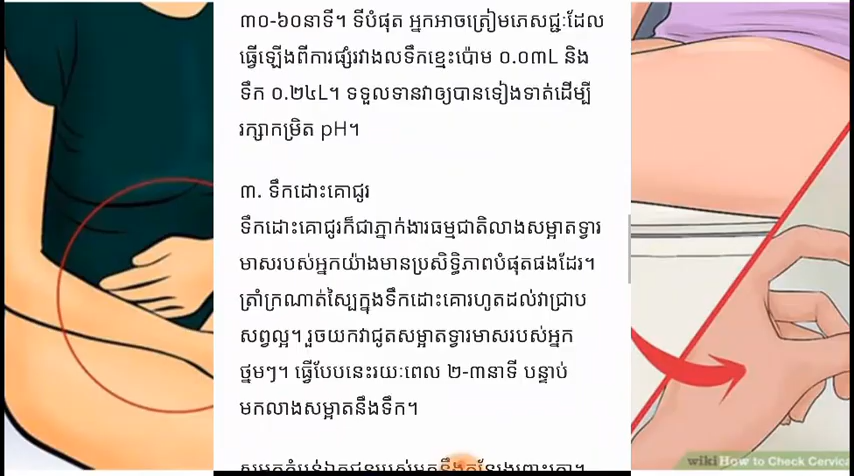 ៣០-៦០នាទី។ ទីបំផុត អ្នកអាចត្រៀមភេសជ្ជៈដែល
ធ្វើឡើងពីការផ្សំរវាងលទឹកខ្មេះប៉ោម ០.០៣L និង
ទឹក ០.២៤L។ ទទួលទានវាឲ្យបានទៀងទាត់ដើម្បី
រក្សាកម្រិត pH។
៣. ទឹកដោះគោជូរ
ទឹកដោះគោជូរក៏ជាភ្នាក់ងារធម្មជាតិលាងសម្អាតទ្វារ
មាសរបស់អ្នកយ៉ាងមានប្រសិទ្ធិភាពបំផុតផងដែរ។
ត្រាំក្រណាត់ស្បៃក្នុងទឹកដោះគោរហូតដល់វាជ្រាប
សព្វល្អ។ រួចយកវាជូតសម្អាតទ្វារមាសរបស់អ្នក
ថ្នមៗ។ ធ្វើបែបនេះរយៈពេល ២-៣នាទី បន្ទាប់
មកលាងសម្អាតនឹងទឹក។
wikiHow to Check Cervica